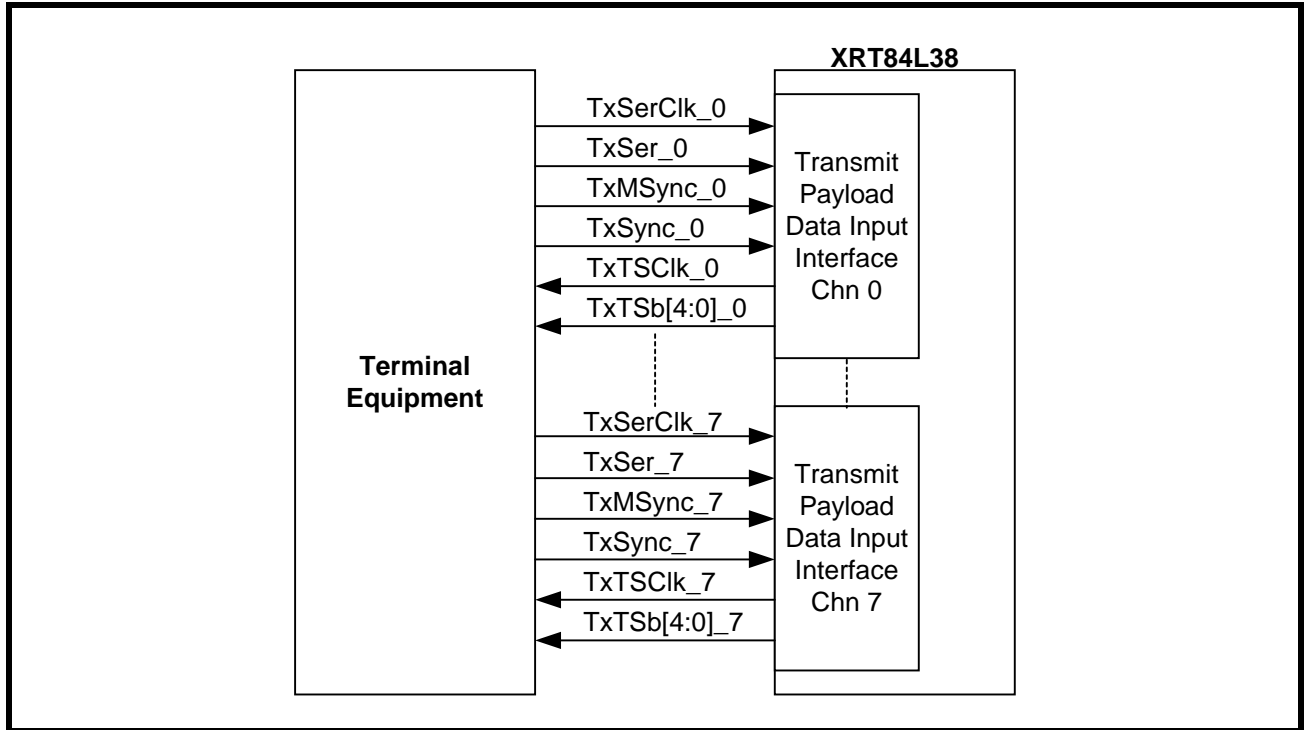 XRT84L38
TxSerClk_0
TxSer_0
TxMSync_0
TxSync_0
TxTSClk_0
TxTSb[4:0]_0
Transmit
Payload
Data Input
Interface
Chn 0
Terminal
Equipment
TxSerClk_7
TxSer_7
TxMSync_7
TxSync_7
TxTSClk_7
TxTSb[4:0]_7
Transmit
Payload
Data Input
Interface
Chn 7